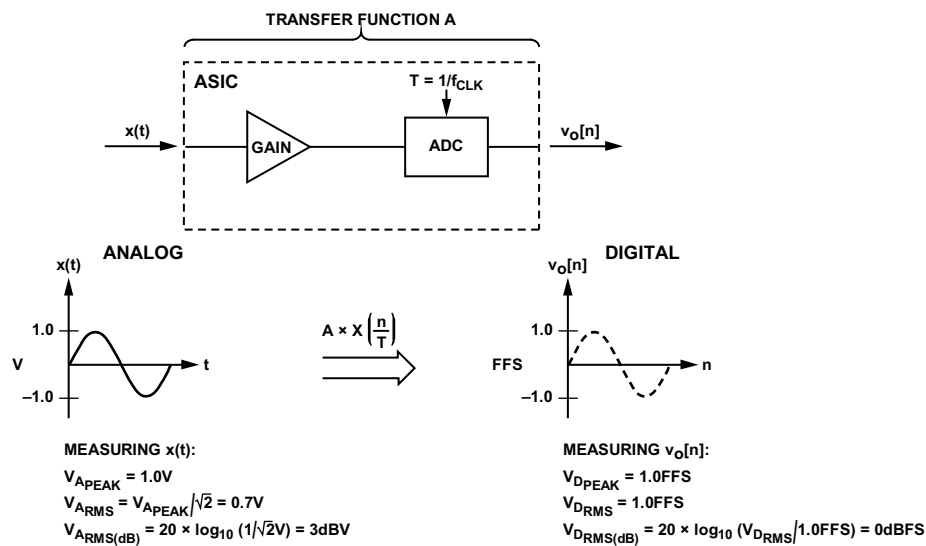 TRANSFER FUNCTION A
ASIC
T = 1/fCLK
x(t)
GAIN
ADC
vO[n]
ANALOG
DIGITAL
x(t)
vO[n]
1.0
V
t
–1.0
A × X (n/T)
1.0
FFS
n
–1.0
MEASURING x(t):
VAPEAK = 1.0V
VARMS = VAPEAK/√2 = 0.7V
VARMS(dB) = 20 × log10 (1/√2V) = 3dBV
MEASURING vO[n]:
VDPEAK = 1.0FFS
VDRMS = 1.0FFS
VDRMS(dB) = 20 × log10 (VDRMS/1.0FFS) = 0dBFS